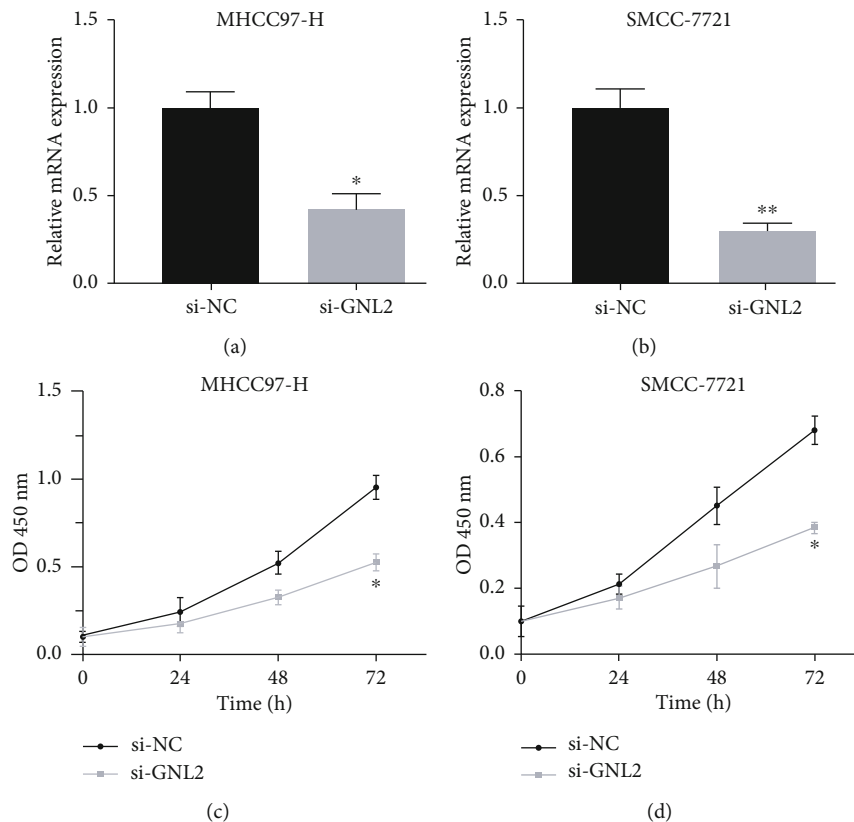 MHCC97-H
Relative mRNA expression
1.5
1.0
0.5
0.0
*
si-NC
si-GNL2
(a)
SMCC-7721
Relative mRNA expression
1.5
1.0
0.5
0.0
**
si-NC
si-GNL2
(b)
MHCC97-H
OD 450 nm
1.5
1.0
0.5
0.0
*
0
24
48
72
Time (h)
si-NC
si-GNL2
(c)
SMCC-7721
OD 450 nm
0.8
0.6
0.4
0.2
0.0
*
0
24
48
72
Time (h)
si-NC
si-GNL2
(d)